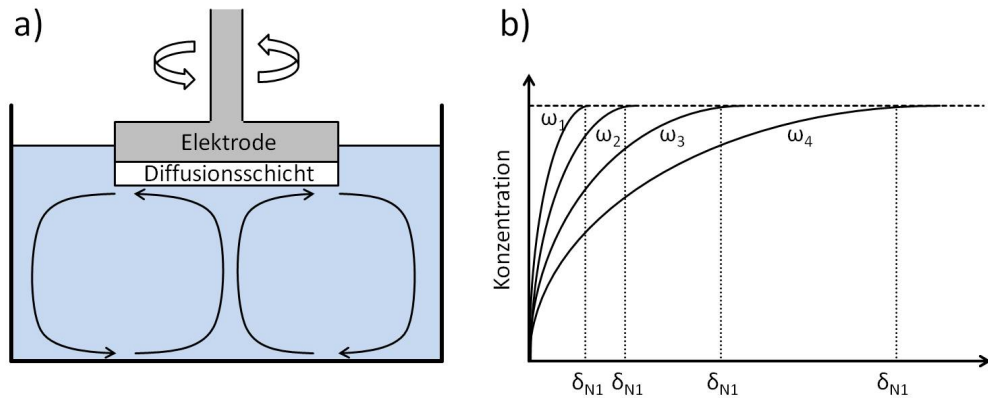 a)
Elektrode
Diffusionsschicht
b)
Konzentration
ω1 ω2 ω3 ω4
δN1 δN1 δN1 δN1